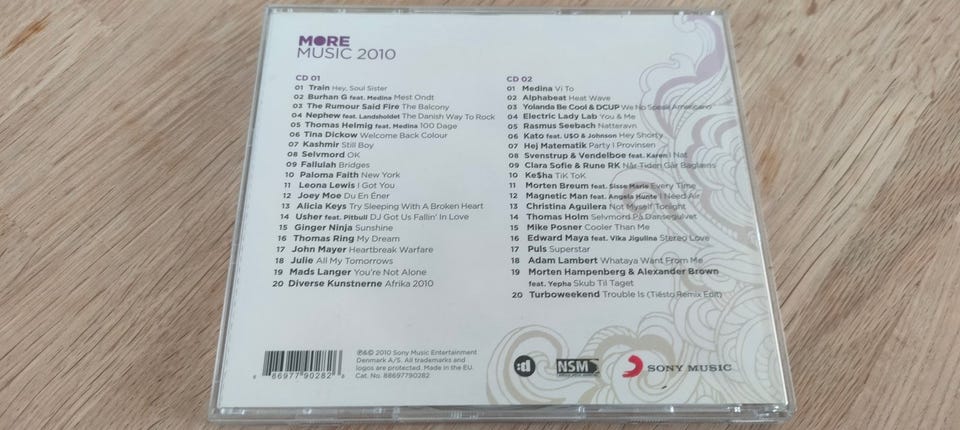 MORE
MUSIC 2010
CD 01
01 Train Hey, Soul Sister
02 Burhan G feat. Medina Mest Ondt
03 The Rumour Said Fire The Balcony
04 Nephew feat. Landsholdet The Danish Way To Rock
05 Thomas Helmig feat. Medina 100 Dage
06 Tina Dickow Welcome Back Colour
07 Kashmir Still Boy
08 Selvmord OK
09 Fallulah Bridges
10 Paloma Faith New York
11 Leona Lewis I Got You
12 Joey Moe Du En Éner
13 Alicia Keys Try Sleeping With A Broken Heart
14 Usher feat. Pitbull DJ Got Us Fallin' In Love
15 Ginger Ninja Sunshine
16 Thomas Ring My Dream
17 John Mayer Heartbreak Warfare
18 Julie All My Tomorrows
19 Mads Langer You're Not Alone
20 Diverse Kunstnerne Afrika 2010
CD 02
01 Medina Vi To
02 Alphabeat Heat Wave
03 Yolanda Be Cool & DCUP We No Speak Americano
04 Electric Lady Lab You & Me
05 Rasmus Seebach Natteravn
06 Kato feat. U$O & Johnson Hey Shorty
07 Hej Matematik Party I Provinsen
08 Svenstrup & Vendelboe feat. Karen I Nat
09 Clara Sofie & Rune RK Når Tiden Går Baglæns
10 Ke$ha TiK ToK
11 Morten Breum feat. Sisse Marie Every Time
12 Magnetic Man feat. Angela Hunte I Need Air
13 Christina Aguilera Not Myself Tonight
14 Thomas Holm Selvmord På Dansegulvet
15 Mike Posner Cooler Than Me
16 Edward Maya feat. Vika Jigulina Stereo Love
17 Puls Superstar
18 Adam Lambert Whataya Want From Me
19 Morten Hampenberg & Alexander Brown
feat. Yepha Skub Til Taget
20 Turboweekend Trouble Is (Tiësto Remix Edit)
℗&© 2010 Sony Music Entertainment
Denmark A/S. All trademarks and
logos are protected. Made in the EU.
Cat. No. 88697790282
8 86977 90282 8
:d
NSM
SONY MUSIC